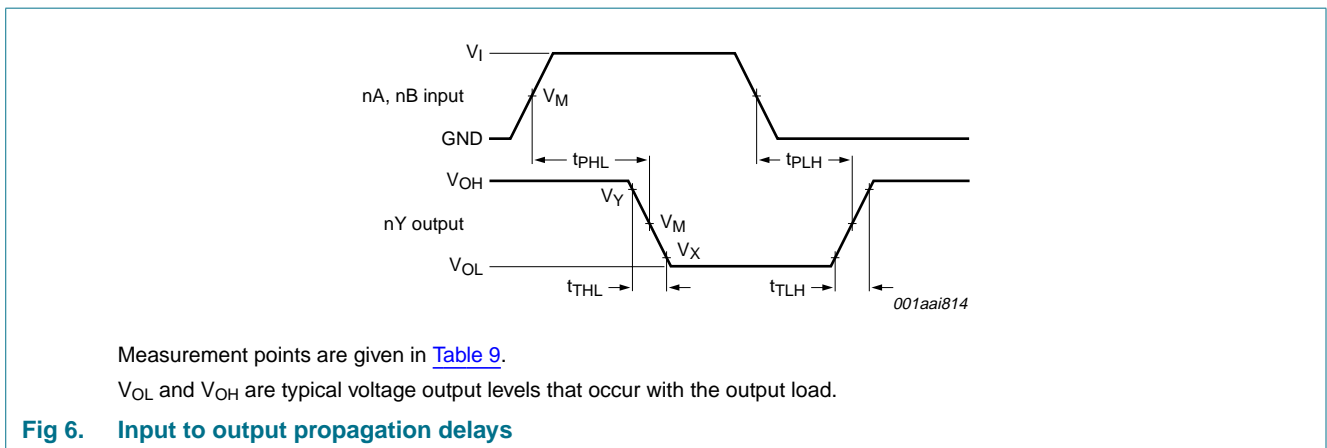 V_I
nA, nB input
V_M
GND
t_PHL
t_PLH
V_OH
V_Y
nY output
V_M
V_X
V_OL
t_THL
t_TLH
001aai814
Measurement points are given in Table 9.
V_OL and V_OH are typical voltage output levels that occur with the output load.
Fig 6. Input to output propagation delays